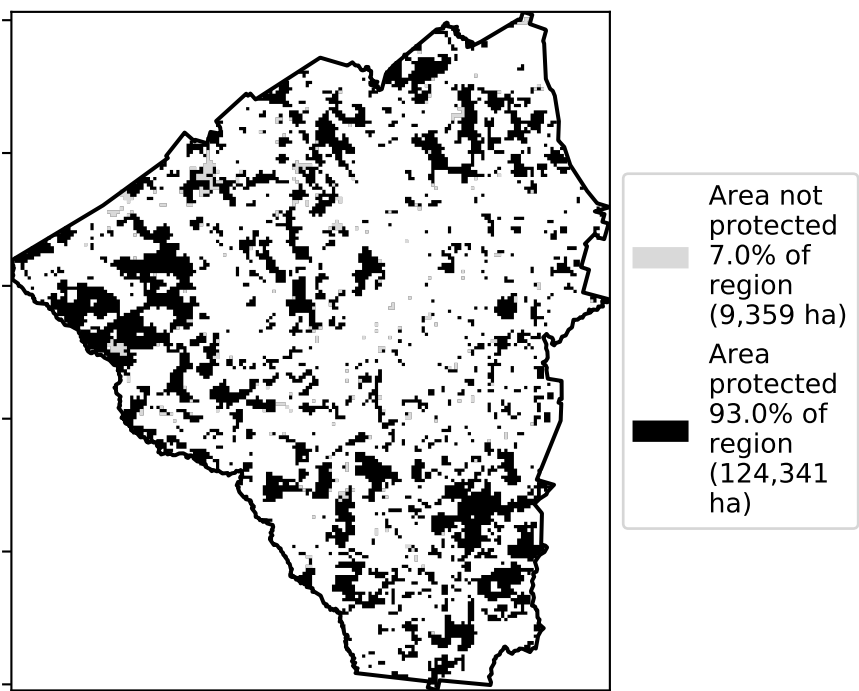 Area not
protected
7.0% of
region
(9,359 ha)
Area
protected
93.0% of
region
(124,341
ha)